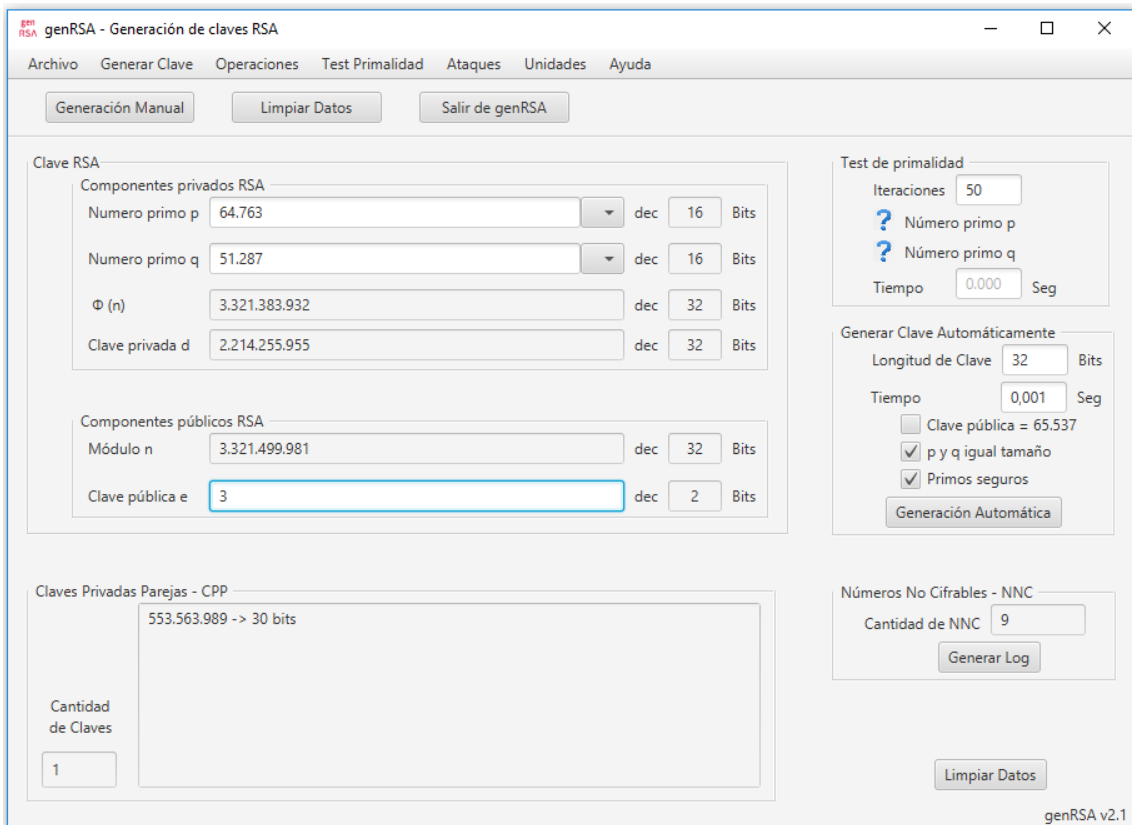 gen RSA genRSA - Generación de claves RSA
Archivo Generar Clave Operaciones Test Primalidad Ataques Unidades Ayuda
Generación Manual Limpiar Datos Salir de genRSA
Clave RSA
Componentes privados RSA
Numero primo p 64.763 dec 16 Bits
Numero primo q 51.287 dec 16 Bits
Φ (n) 3.321.383.932 dec 32 Bits
Clave privada d 2.214.255.955 dec 32 Bits
Componentes públicos RSA
Módulo n 3.321.499.981 dec 32 Bits
Clave pública e 3 dec 2 Bits
Test de primalidad
Iteraciones 50
? Número primo p
? Número primo q
Tiempo 0.000 Seg
Generar Clave Automáticamente
Longitud de Clave 32 Bits
Tiempo 0,001 Seg
Clave pública = 65.537
p y q igual tamaño
Primos seguros
Generación Automática
Claves Privadas Parejas - CPP
553.563.989 -> 30 bits
Cantidad
de Claves
1
Números No Cifrables - NNC
Cantidad de NNC 9
Generar Log
Limpiar Datos
genRSA v2.1